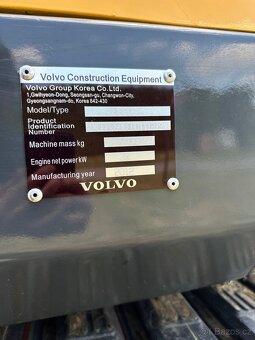 Volvo Construction Equipment
Volvo Group Korea Co.Ltd.
1,Gwihyeon-Dong, Seongsan-gu, Changwon-City,
Gyeongsangnam-do, Korea 642-430
Model/Type
Product
Identification
Number
Machine mass kg
Engine net power kW
Manufacturing year
VOLVO